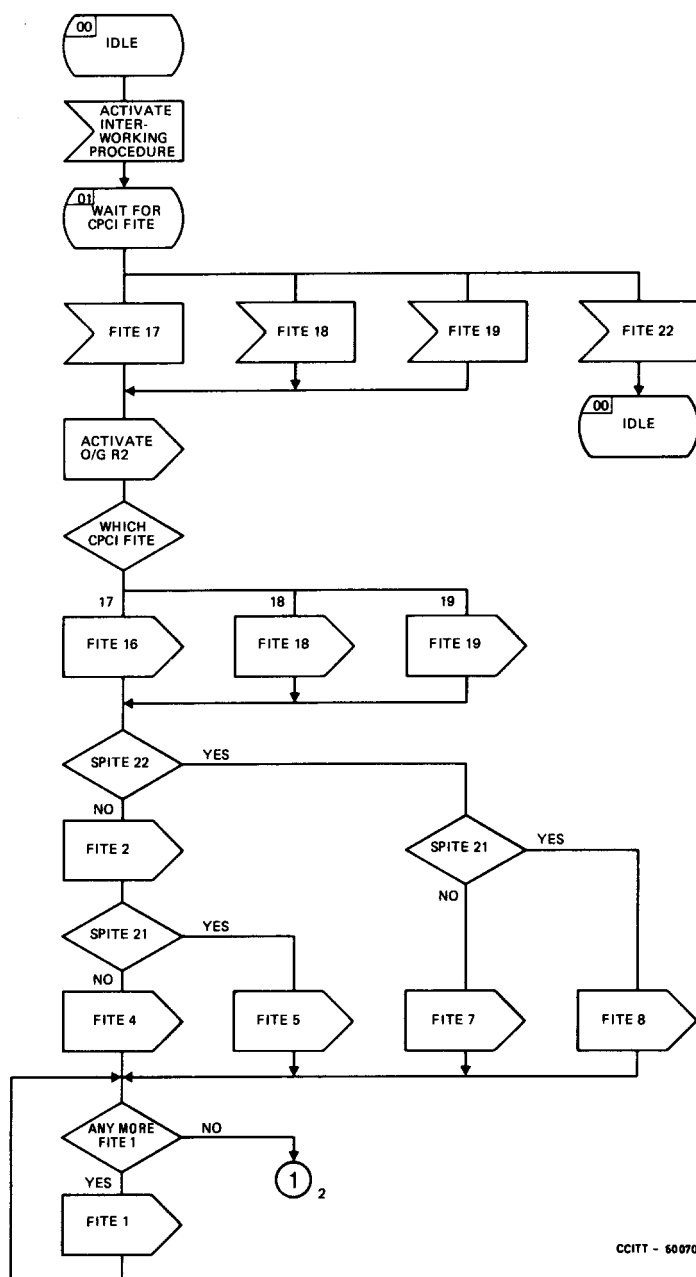 00
IDLE
ACTIVATE
INTER-
WORKING
PROCEDURE
01
WAIT FOR
CPCI FITE
FITE 17
FITE 18
FITE 19
FITE 22
00
IDLE
ACTIVATE
O/G R2
WHICH
CPCI FITE
17
18
19
FITE 16
FITE 18
FITE 19
SPITE 22
YES
NO
FITE 2
SPITE 21
YES
NO
SPITE 21
YES
NO
FITE 4
FITE 5
FITE 7
FITE 8
ANY MORE
FITE 1
NO
YES
1
2
FITE 1
CCITT - 60070